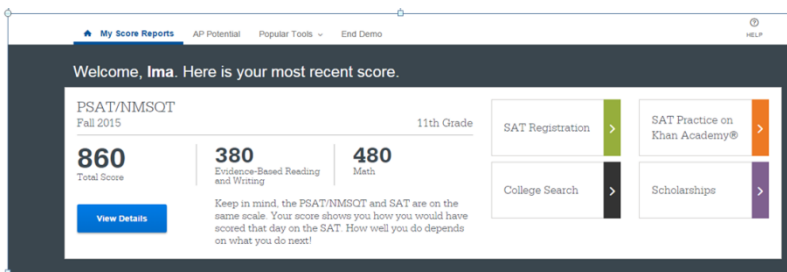 My Score Reports AP Potential Popular Tools End Demo
HELP
Welcome, Ima. Here is your most recent score.
PSAT/NMSQT
Fall 2015 11th Grade
860
Total Score
380
Evidence-Based Reading
and Writing
480
Math
View Details
Keep in mind, the PSAT/NMSQT and SAT are on the
same scale. Your score shows you how you would have
scored that day on the SAT. How well you do depends
on what you do next!
SAT Registration
SAT Practice on
Khan Academy®
College Search
Scholarships